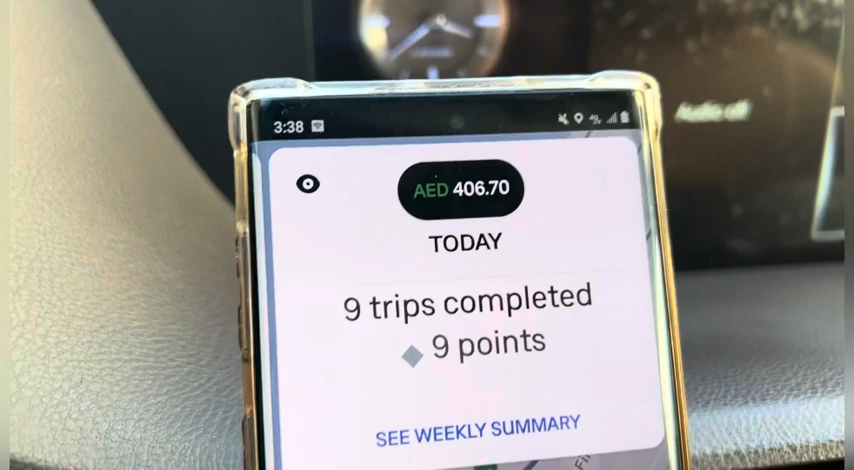 3:38
AED 406.70
TODAY
9 trips completed
9 points
SEE WEEKLY SUMMARY
Audio off